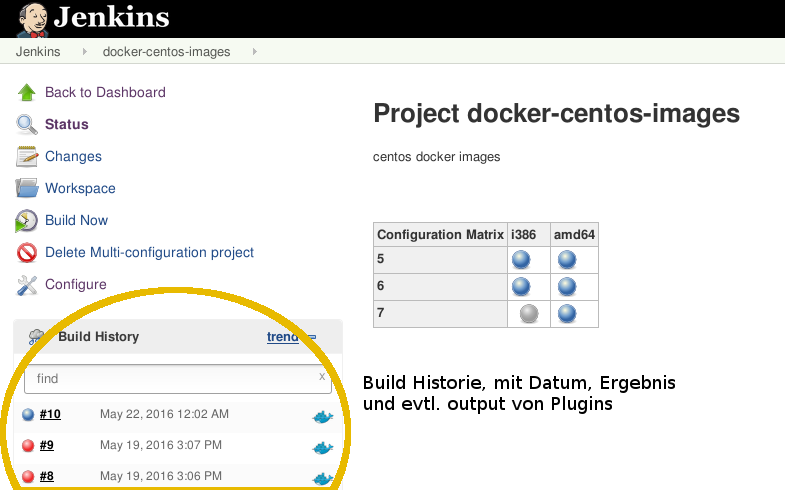 Jenkins
Jenkins docker-centos-images
Back to Dashboard
Status
Changes
Workspace
Build Now
Delete Multi-configuration project
Configure
Build History trend
find x
#10 May 22, 2016 12:02 AM
#9 May 19, 2016 3:07 PM
#8 May 19, 2016 3:06 PM
Project docker-centos-images
centos docker images
Configuration Matrix i386 amd64
5
6
7
Build Historie, mit Datum, Ergebnis
und evtl. output von Plugins